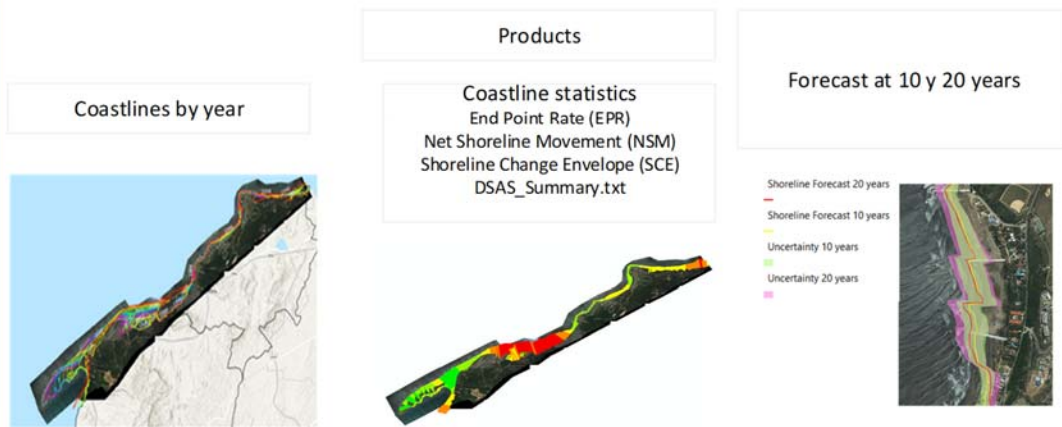 Products
Coastlines by year
Coastline statistics
End Point Rate (EPR)
Net Shoreline Movement (NSM)
Shoreline Change Envelope (SCE)
DSAS_Summary.txt
Forecast at 10 y 20 years
Shoreline Forecast 20 years
Shoreline Forecast 10 years
Uncertainty 10 years
Uncertainty 20 years